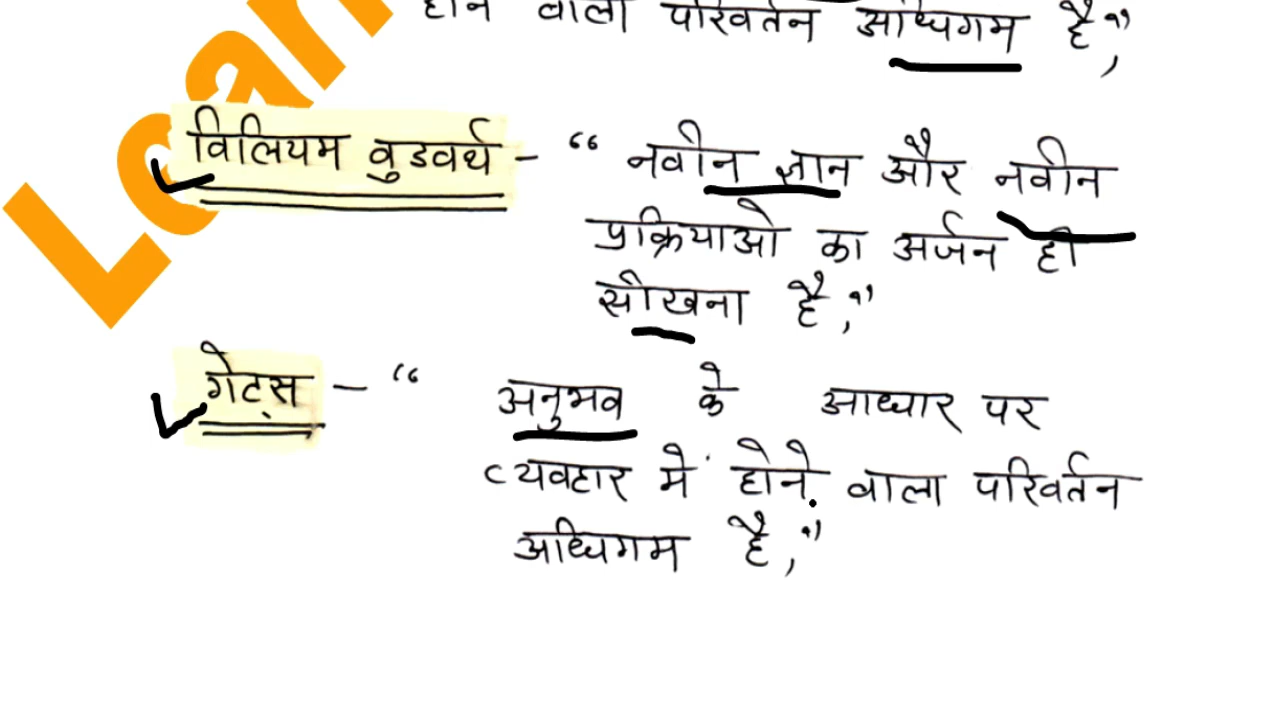 होने वाला परिवर्तन अधिगम है,"
विलियम वुडवर्थ - " नवीन ज्ञान और नवीन
प्रक्रियाओ का अर्जन ही
सीखना है,"
गेट्स - " अनुभव के आधार पर
व्यवहार में होने वाला परिवर्तन
अधिगम है,"